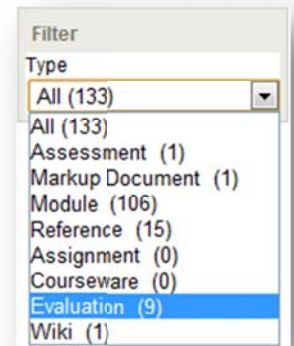 Filter
Type
All (133)
All (133)
Assessment (1)
Markup Document (1)
Module (106)
Reference (15)
Assignment (0)
Courseware (0)
Evaluation (9)
Wiki (1)